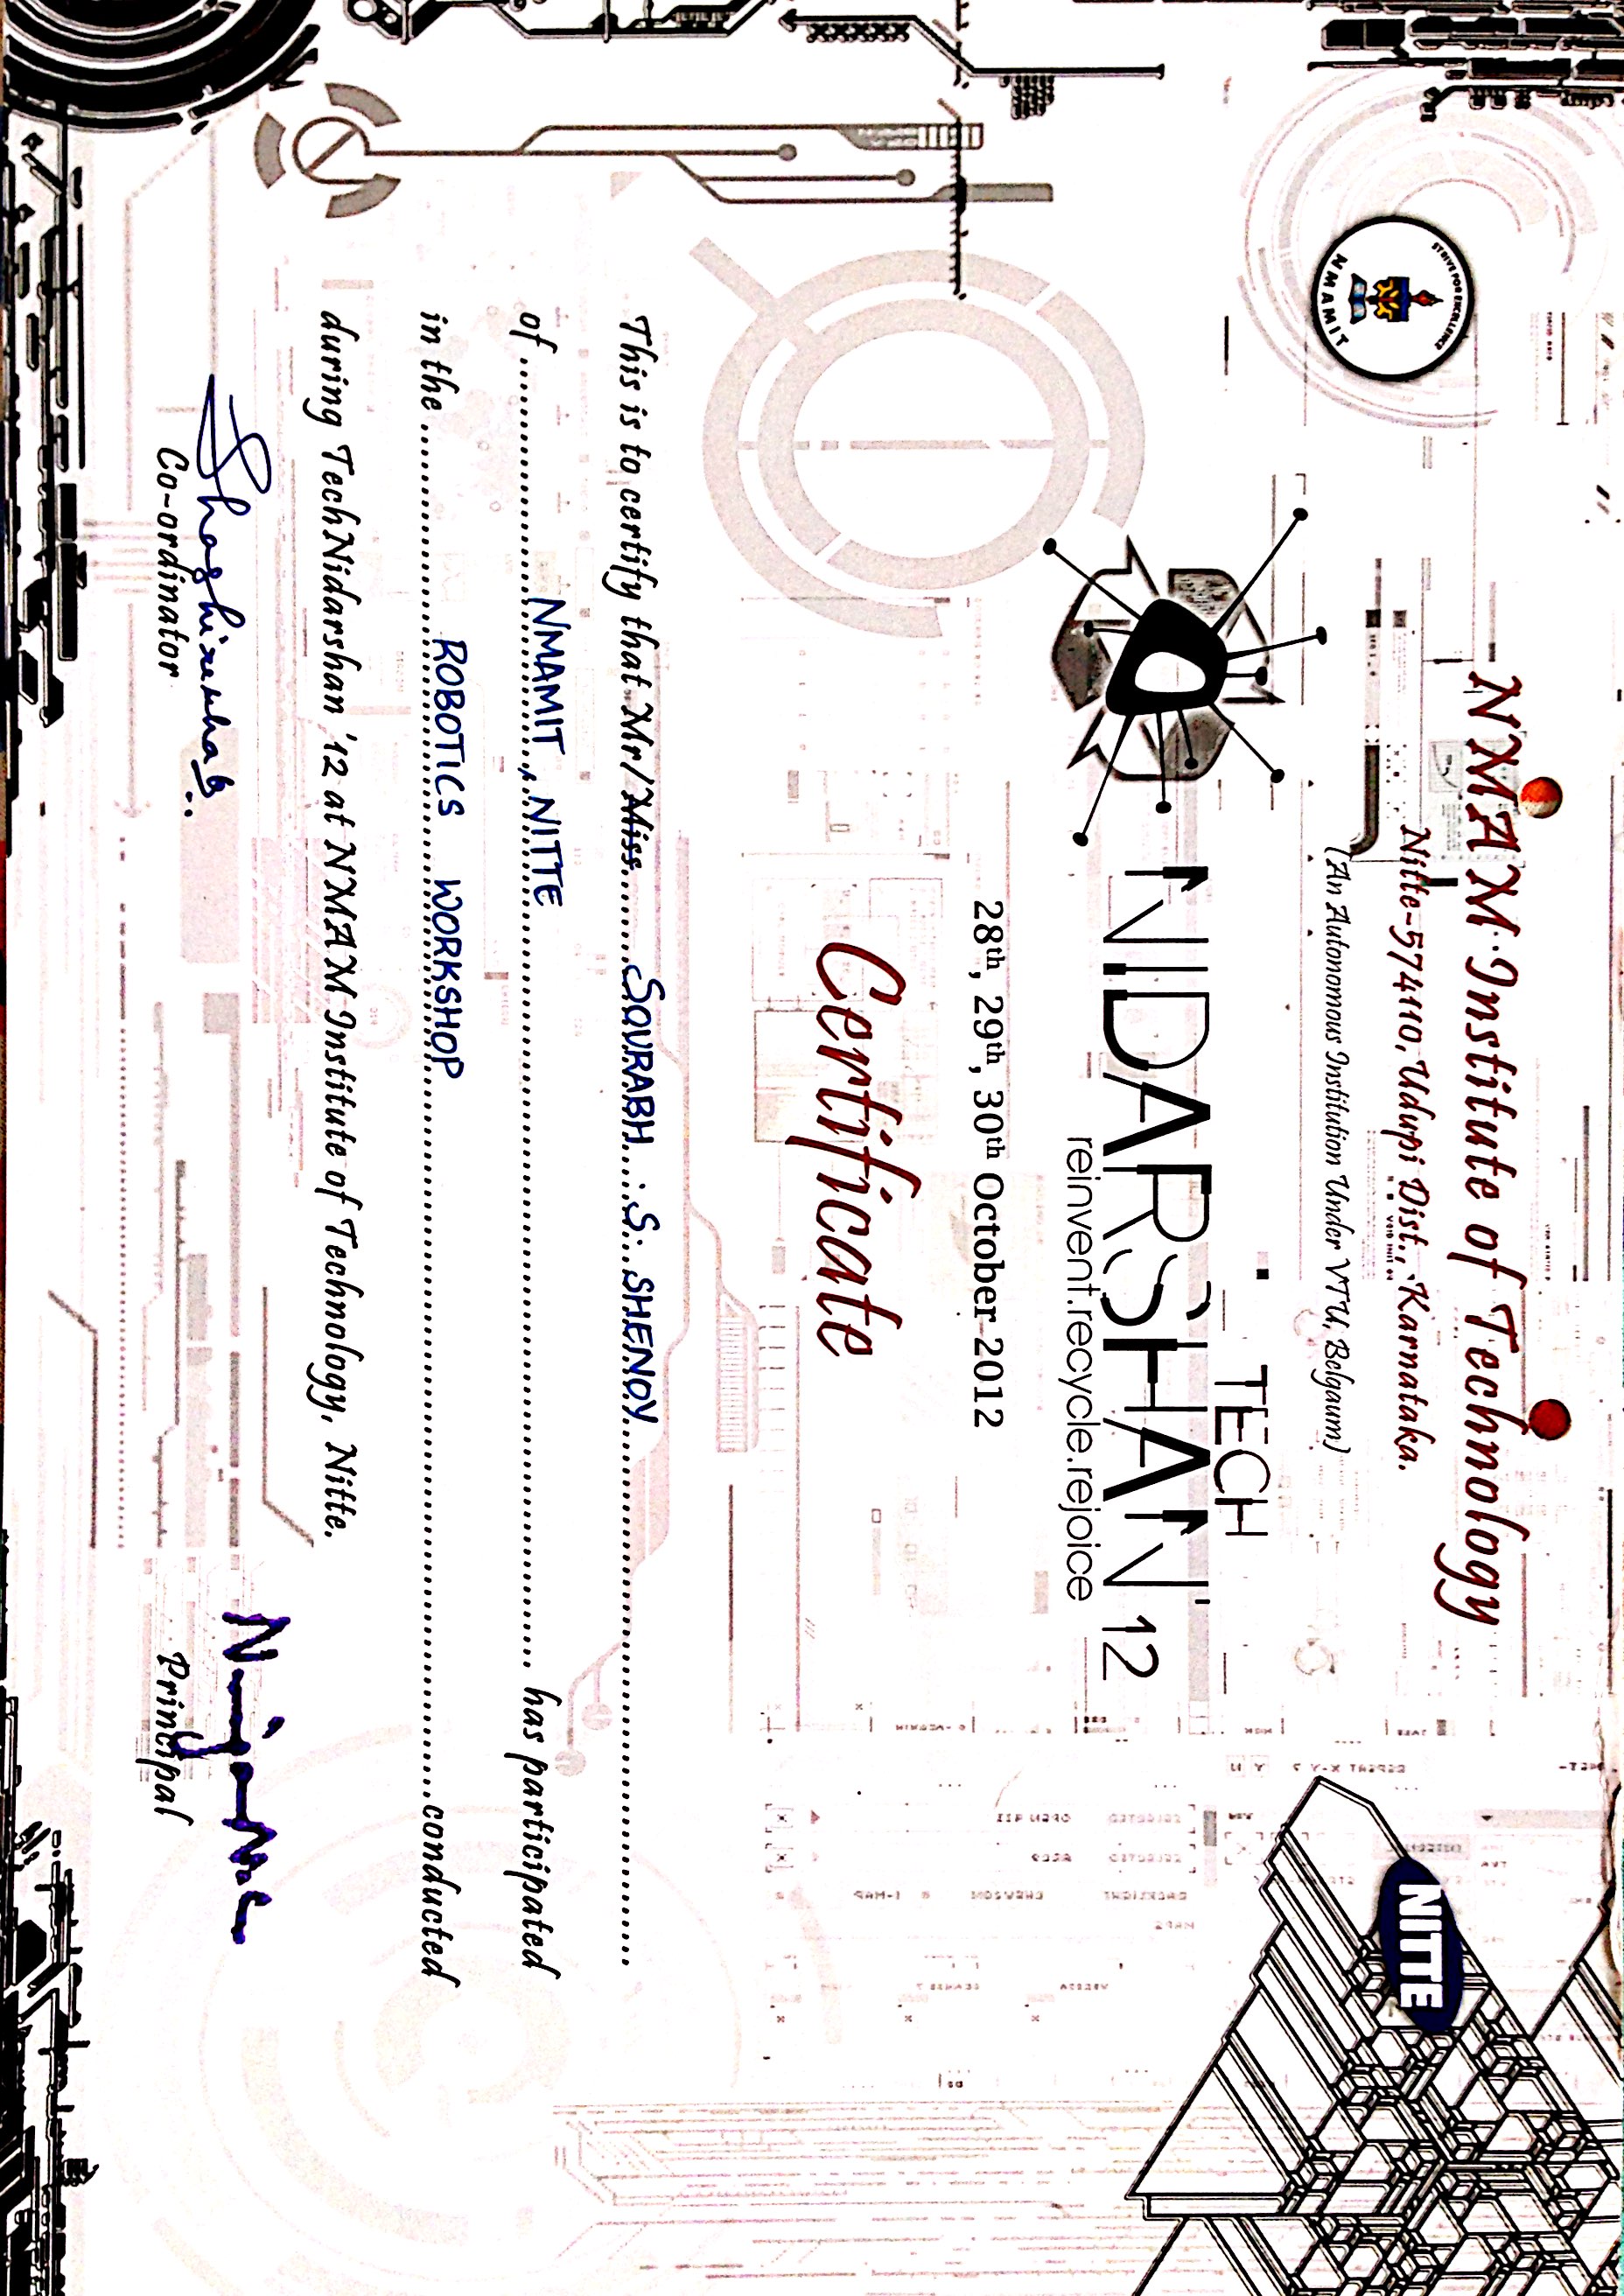 NMAM Institute of Technology
Nitte-574110, Udupi Dist., Karnataka.
(An Autonomous Institution Under VTU, Belgaum)
STRIVE FOR EXCELLENCE
NMAMIT
NITTE
TECH
NIDARSHAN'12
reinvent.recycle.rejoice
28th, 29th, 30th October 2012
Certificate
This is to certify that Mr/Miss SOURABH S. SHENOY
of NMAMIT, NITTE has participated
in the ROBOTICS WORKSHOP conducted
during TechNidarshan '12 at NMAM Institute of Technology, Nitte.
Co-ordinator
Principal